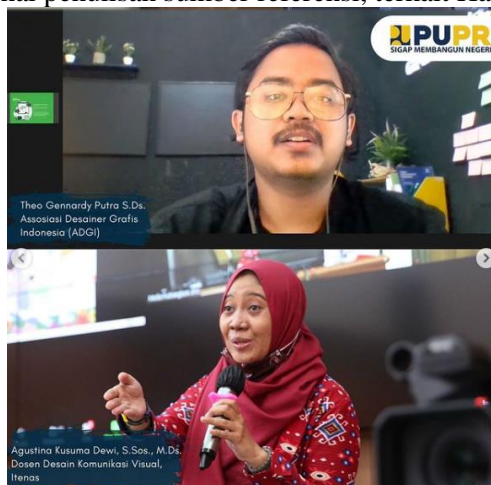 PUPR
SIGAP MEMBANGUN NEGERI
Theo Gennardy Putra S.Ds.
Assosiasi Desainer Grafis
Indonesia (ADGI)
Agustina Kusuma Dewi, S.Sos., M.Ds.
Dosen Desain Komunikasi Visual,
Itenas